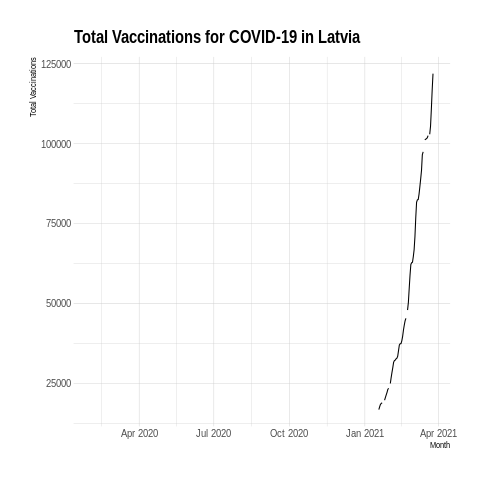 Total Vaccinations for COVID-19 in Latvia
Total Vaccinations
125000
100000
75000
50000
25000
Apr 2020 Jul 2020 Oct 2020 Jan 2021 Apr 2021
Month